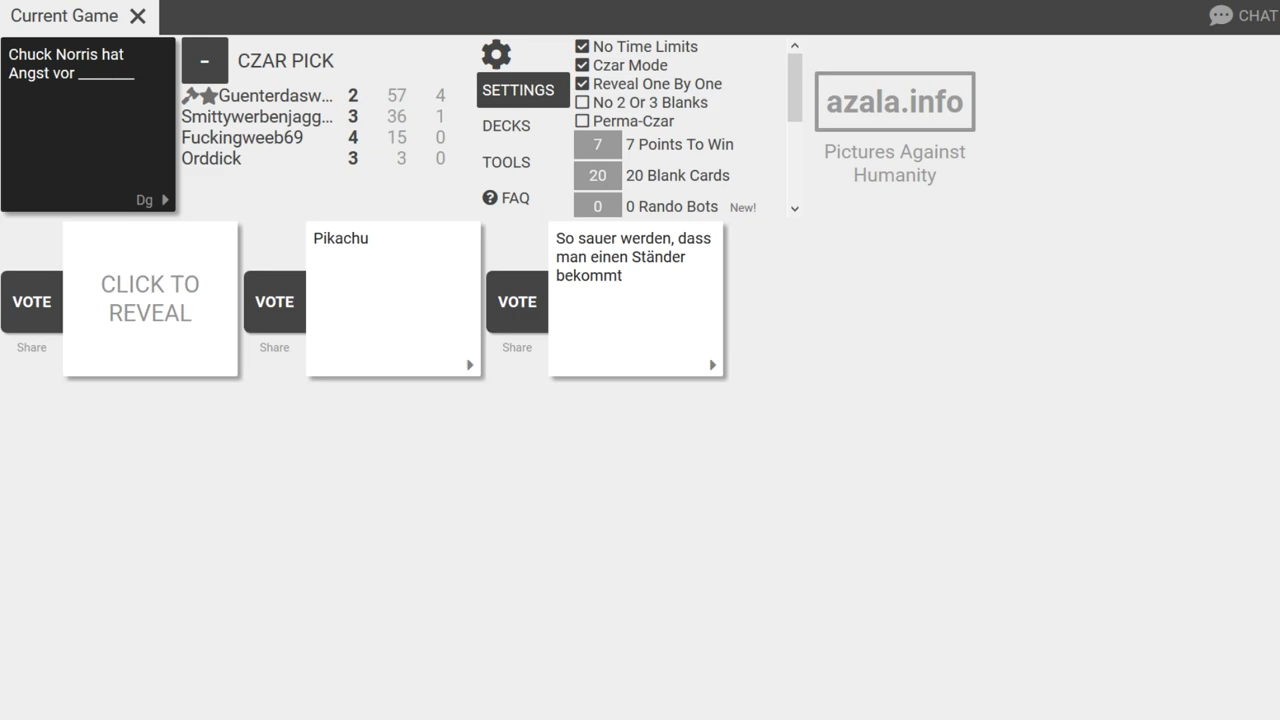 Current Game
CHAT
Chuck Norris hat
Angst vor _______
Dg
-
CZAR PICK
Guenterdasw... 2 57 4
Smittywerbenjagg... 3 36 1
Fuckingweeb69 4 15 0
Orddick 3 3 0
SETTINGS
DECKS
TOOLS
? FAQ
No Time Limits
Czar Mode
Reveal One By One
No 2 Or 3 Blanks
Perma-Czar
7 7 Points To Win
20 20 Blank Cards
0 0 Rando Bots New!
azala.info
Pictures Against
Humanity
VOTE
Share
CLICK TO
REVEAL
VOTE
Share
Pikachu
VOTE
Share
So sauer werden, dass
man einen Ständer
bekommt